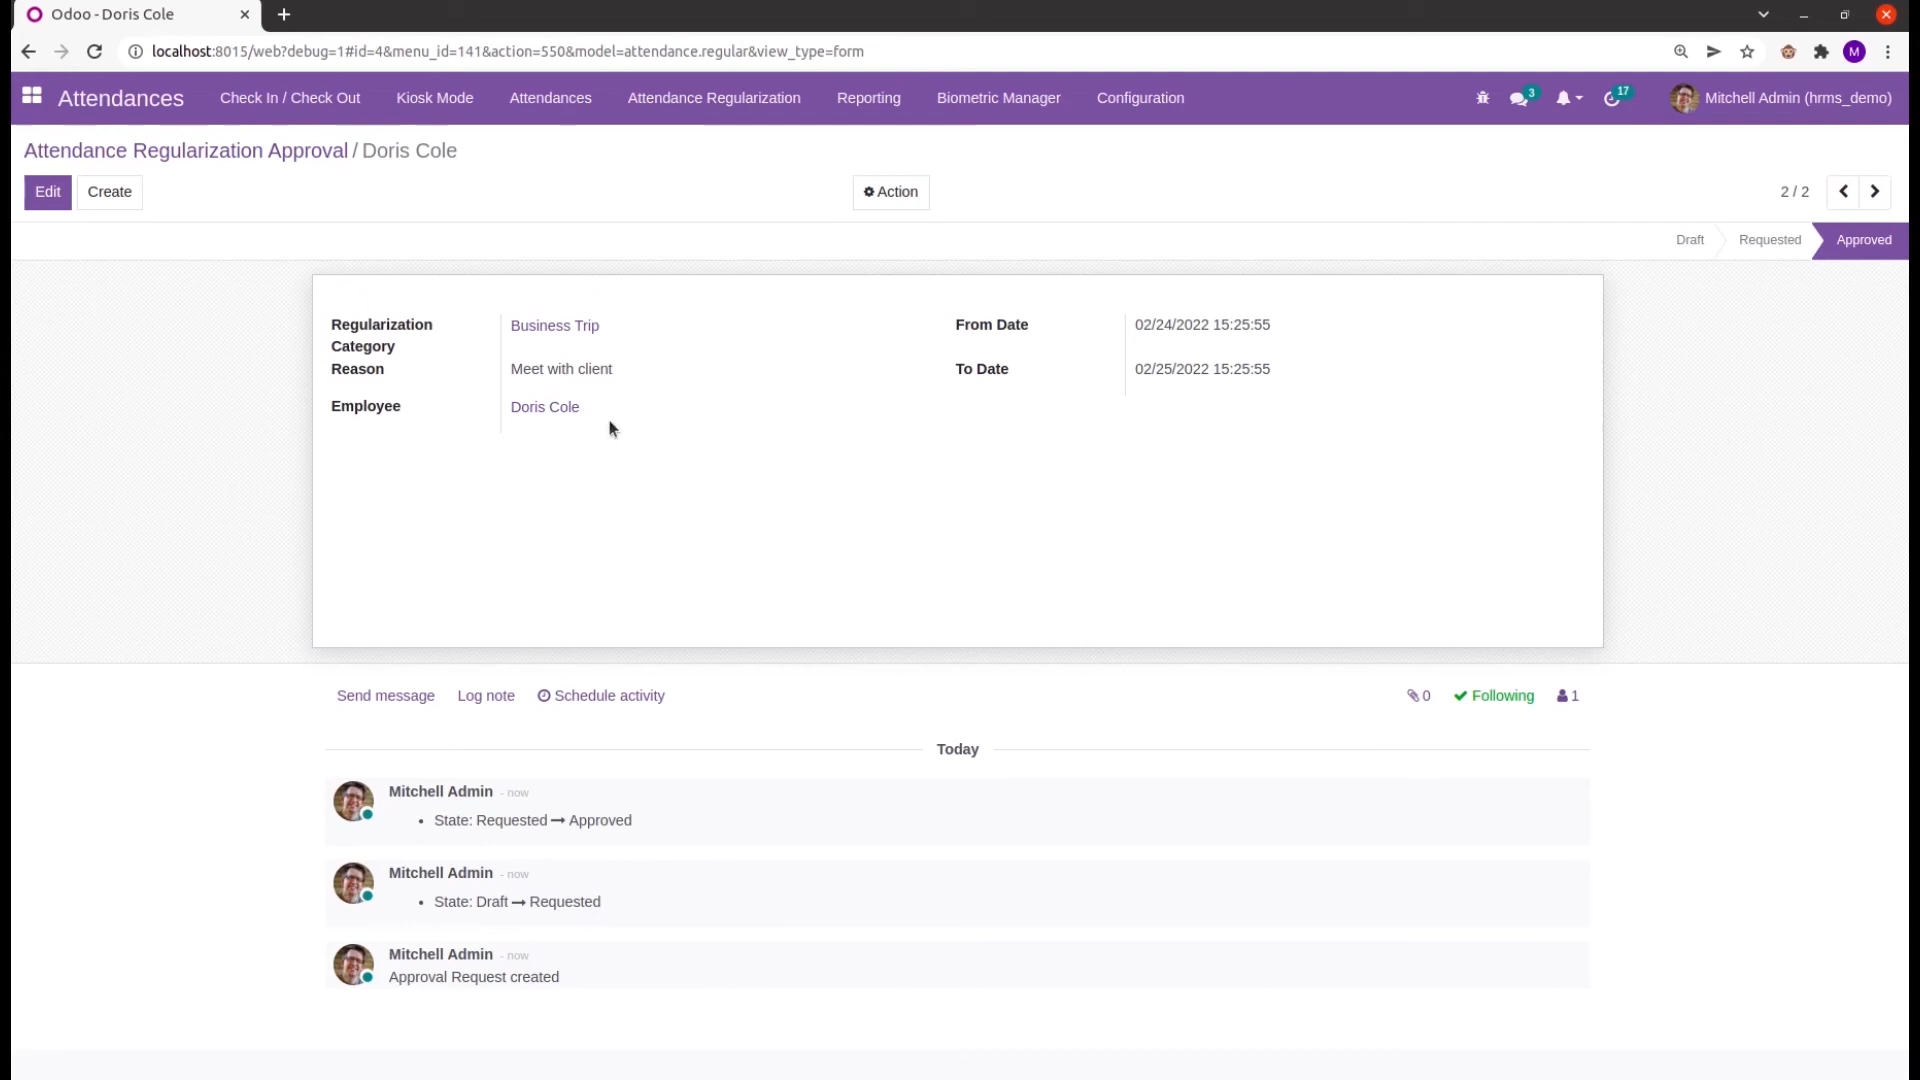 Odoo - Doris Cole
localhost:8015/web?debug=1#id=4&menu_id=141&action=550&model=attendance.regular&view_type=form
M
Attendances Check In / Check Out Kiosk Mode Attendances Attendance Regularization Reporting Biometric Manager Configuration 3 17 Mitchell Admin (hrms_demo)
Attendance Regularization Approval / Doris Cole
Edit Create Action 2 / 2
Draft Requested Approved
Regularization Category Business Trip From Date 02/24/2022 15:25:55
Reason Meet with client To Date 02/25/2022 15:25:55
Employee Doris Cole
Send message Log note Schedule activity 0 Following 1
Today
Mitchell Admin - now
• State: Requested → Approved
Mitchell Admin - now
• State: Draft → Requested
Mitchell Admin - now
Approval Request created